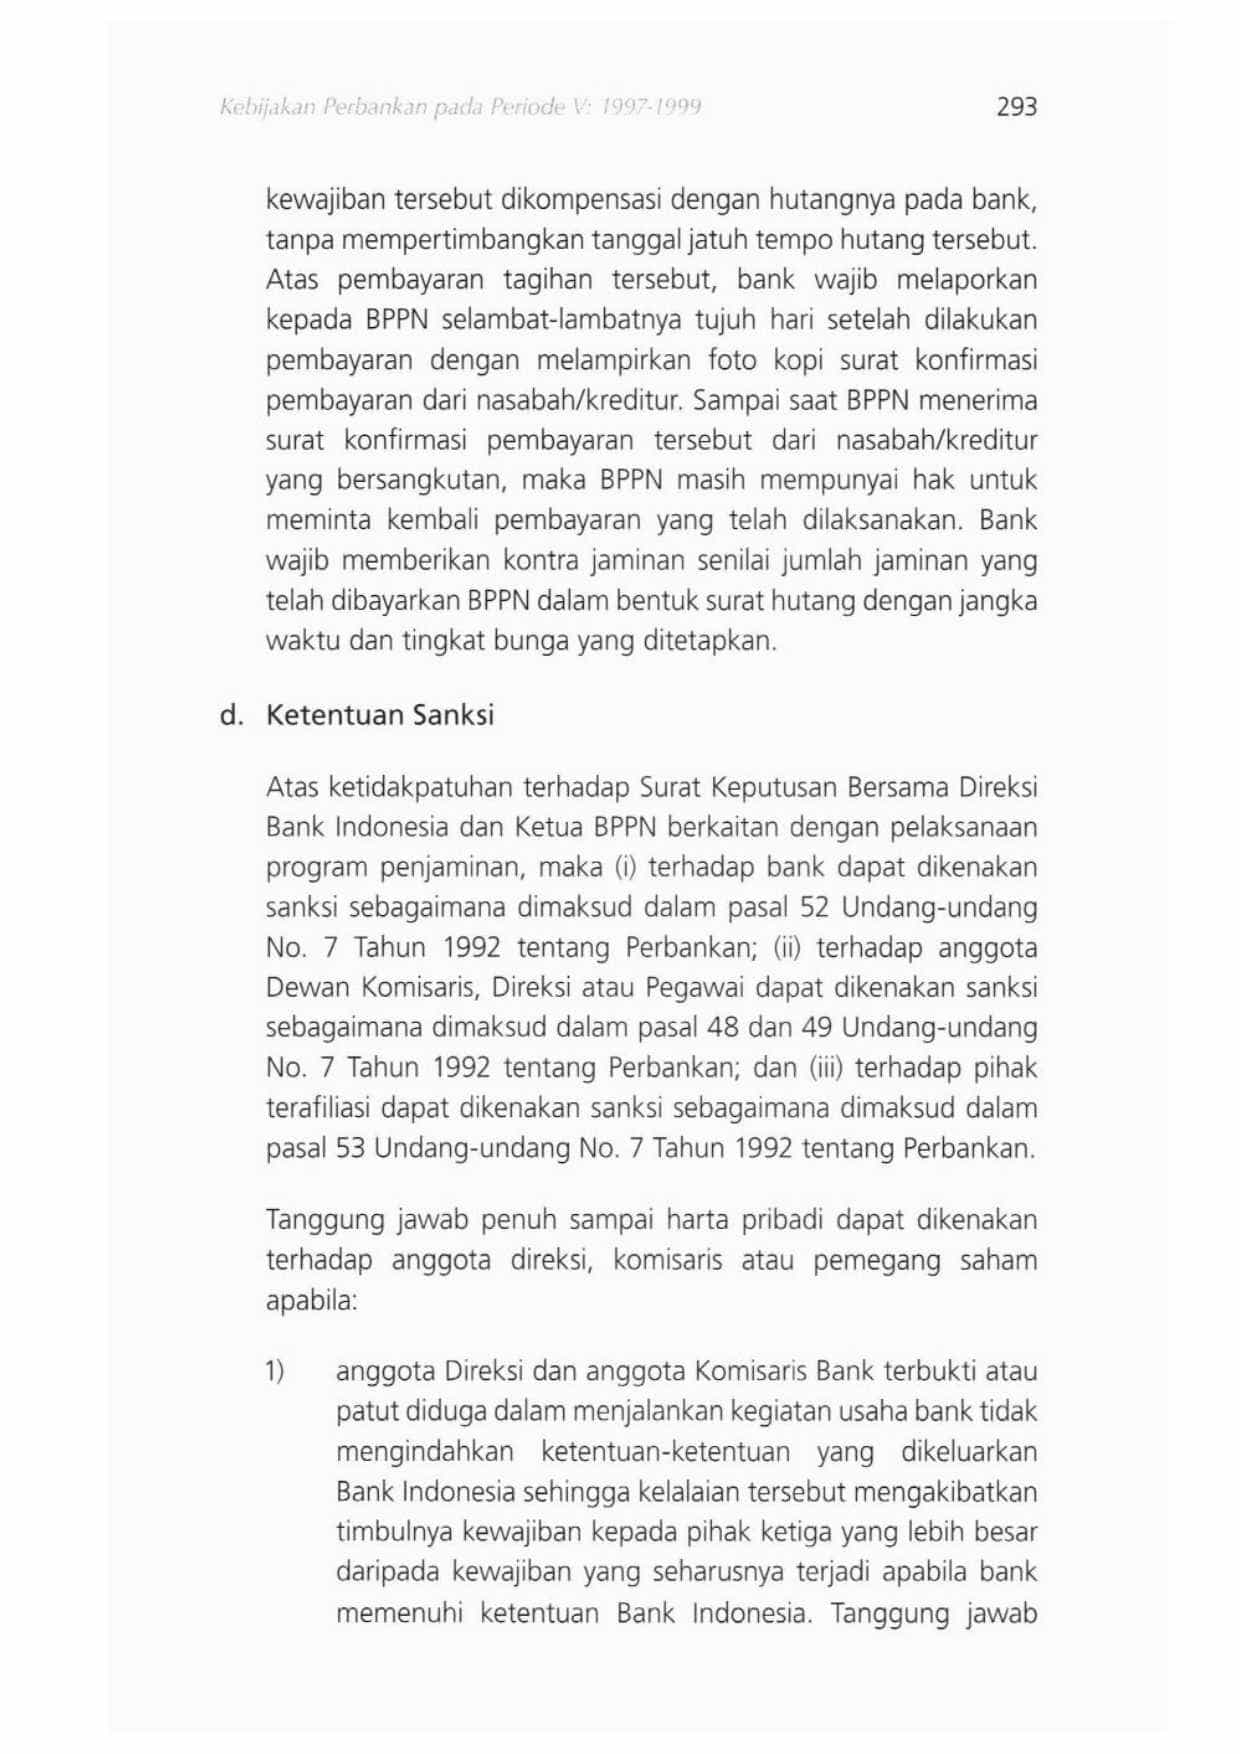 Kebijakan Perbankan pada Periode V: 1997-1999 293
kewajiban tersebut dikompensasi dengan hutangnya pada bank,
tanpa mempertimbangkan tanggal jatuh tempo hutang tersebut.
Atas pembayaran tagihan tersebut, bank wajib melaporkan
kepada BPPN selambat-lambatnya tujuh hari setelah dilakukan
pembayaran dengan melampirkan foto kopi surat konfirmasi
pembayaran dari nasabah/kreditur. Sampai saat BPPN menerima
surat konfirmasi pembayaran tersebut dari nasabah/kreditur
yang bersangkutan, maka BPPN masih mempunyai hak untuk
meminta kembali pembayaran yang telah dilaksanakan. Bank
wajib memberikan kontra jaminan senilai jumlah jaminan yang
telah dibayarkan BPPN dalam bentuk surat hutang dengan jangka
waktu dan tingkat bunga yang ditetapkan.
d. Ketentuan Sanksi
Atas ketidakpatuhan terhadap Surat Keputusan Bersama Direksi
Bank Indonesia dan Ketua BPPN berkaitan dengan pelaksanaan
program penjaminan, maka (i) terhadap bank dapat dikenakan
sanksi sebagaimana dimaksud dalam pasal 52 Undang-undang
No. 7 Tahun 1992 tentang Perbankan; (ii) terhadap anggota
Dewan Komisaris, Direksi atau Pegawai dapat dikenakan sanksi
sebagaimana dimaksud dalam pasal 48 dan 49 Undang-undang
No. 7 Tahun 1992 tentang Perbankan; dan (iii) terhadap pihak
terafiliasi dapat dikenakan sanksi sebagaimana dimaksud dalam
pasal 53 Undang-undang No. 7 Tahun 1992 tentang Perbankan.
Tanggung jawab penuh sampai harta pribadi dapat dikenakan
terhadap anggota direksi, komisaris atau pemegang saham
apabila:
1) anggota Direksi dan anggota Komisaris Bank terbukti atau
patut diduga dalam menjalankan kegiatan usaha bank tidak
mengindahkan ketentuan-ketentuan yang dikeluarkan
Bank Indonesia sehingga kelalaian tersebut mengakibatkan
timbulnya kewajiban kepada pihak ketiga yang lebih besar
daripada kewajiban yang seharusnya terjadi apabila bank
memenuhi ketentuan Bank Indonesia. Tanggung jawab